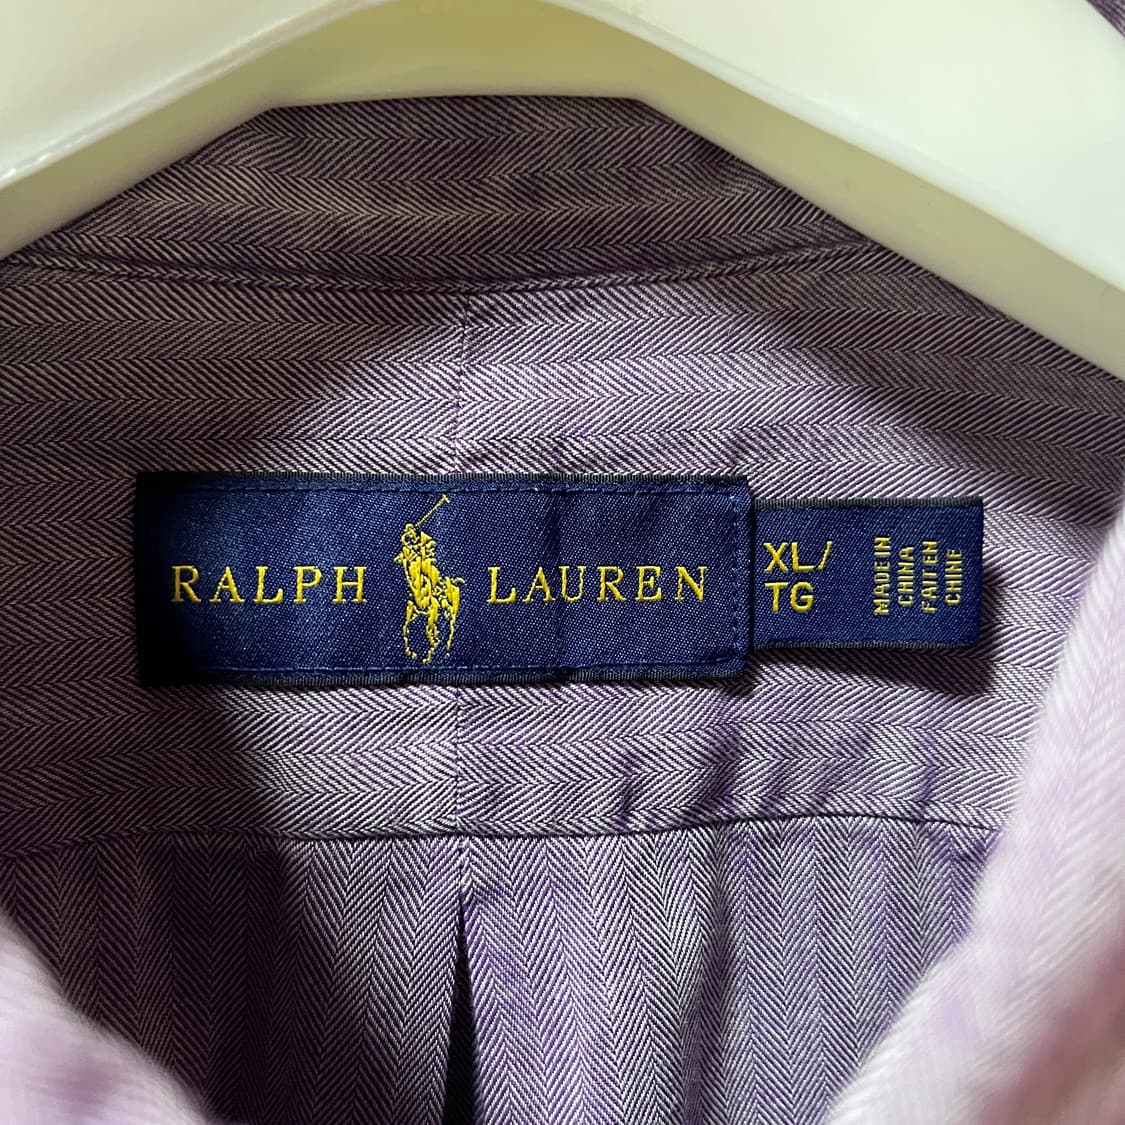 RALPH LAUREN
XL/
TG
MADE IN
CHINA
FAIT EN
CHINE